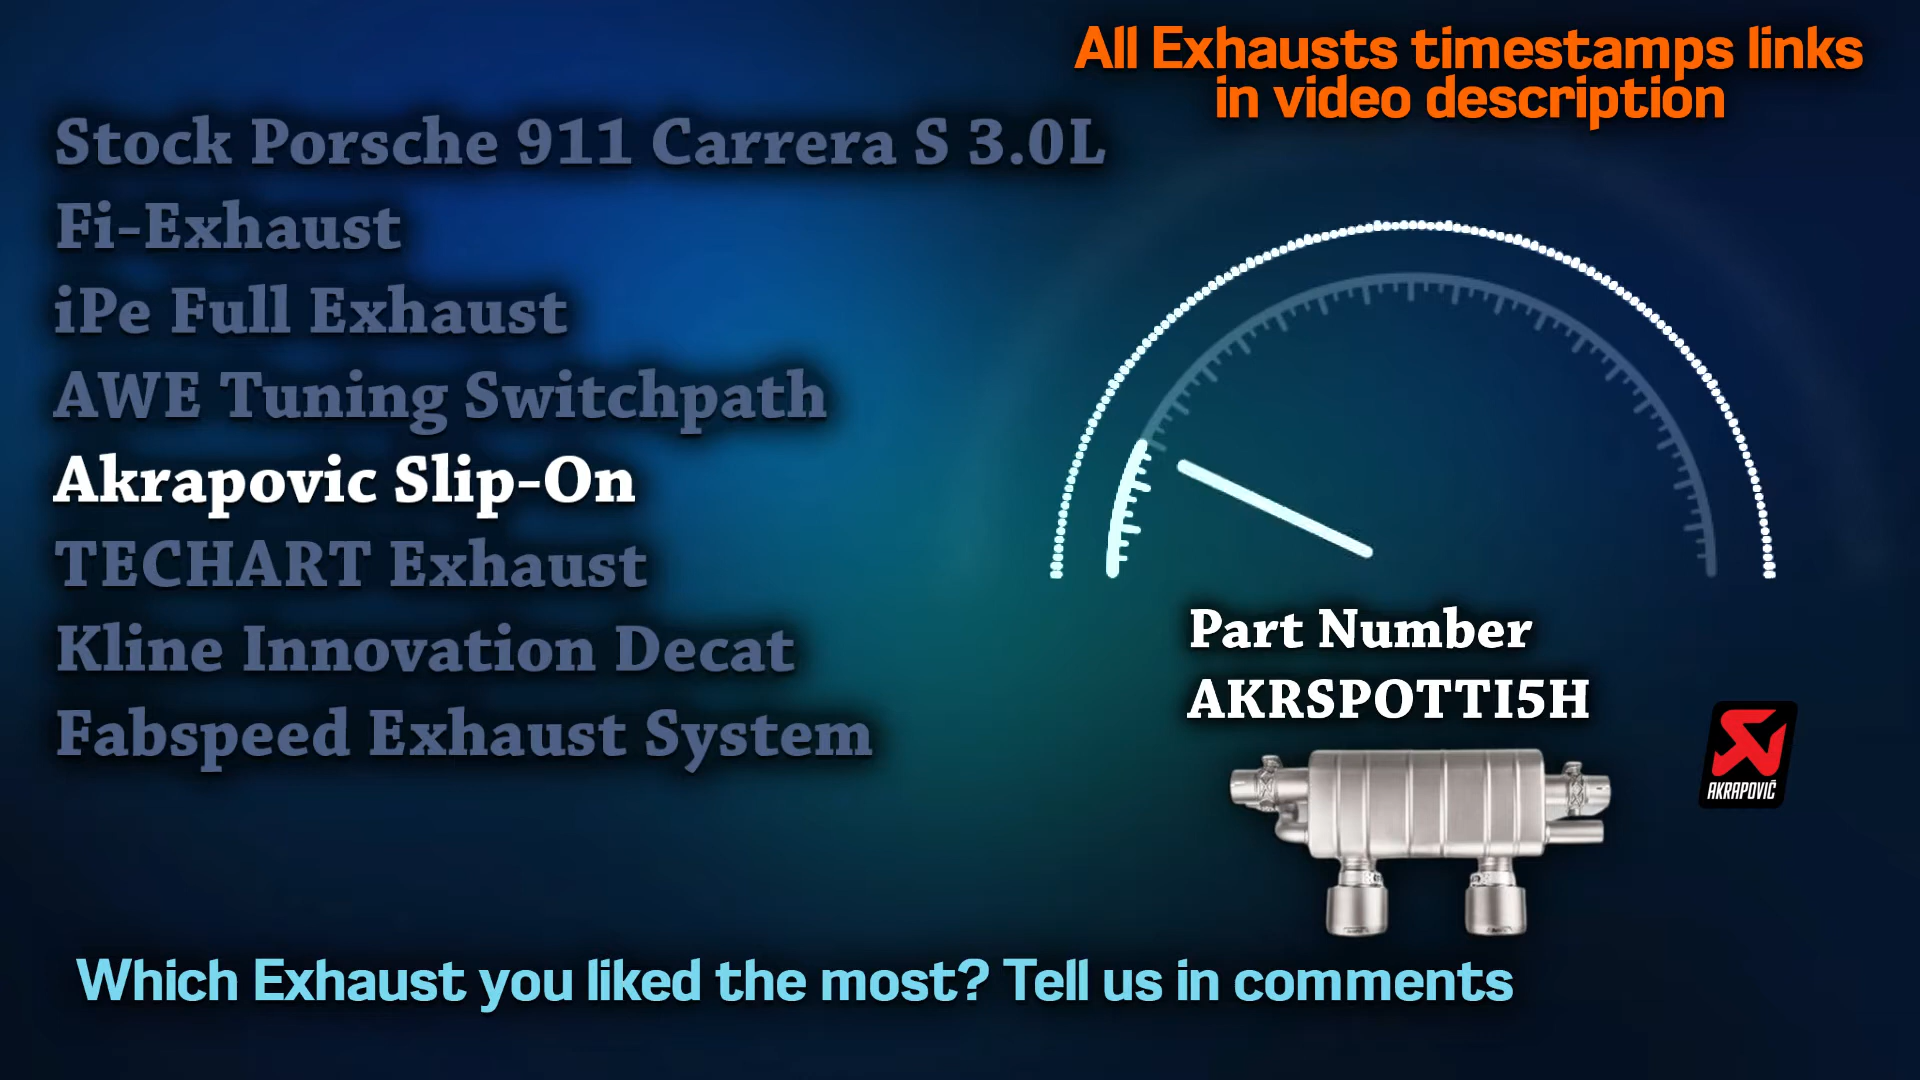 All Exhausts timestamps links
in video description
Stock Porsche 911 Carrera S 3.0L
Fi-Exhaust
iPe Full Exhaust
AWE Tuning Switchpath
Akrapovic Slip-On
TECHART Exhaust
Kline Innovation Decat
Fabspeed Exhaust System
Part Number
AKRSPOTTI5H
AKRAPOVIČ
Which Exhaust you liked the most? Tell us in comments